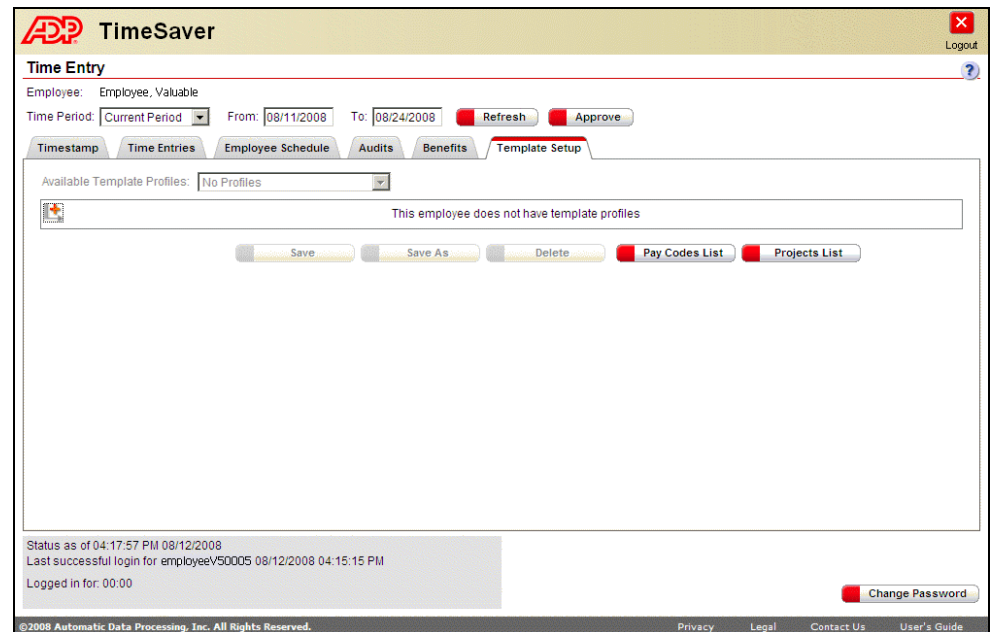 ADP TimeSaver
Logout
Time Entry
?
Employee: Employee, Valuable
Time Period: Current Period From: 08/11/2008 To: 08/24/2008 Refresh Approve
Timestamp Time Entries Employee Schedule Audits Benefits Template Setup
Available Template Profiles: No Profiles
This employee does not have template profiles
Save Save As Delete Pay Codes List Projects List
Status as of 04:17:57 PM 08/12/2008
Last successful login for employeeV50005 08/12/2008 04:15:15 PM
Logged in for: 00:00
Change Password
©2008 Automatic Data Processing, Inc. All Rights Reserved. Privacy Legal Contact Us User's Guide